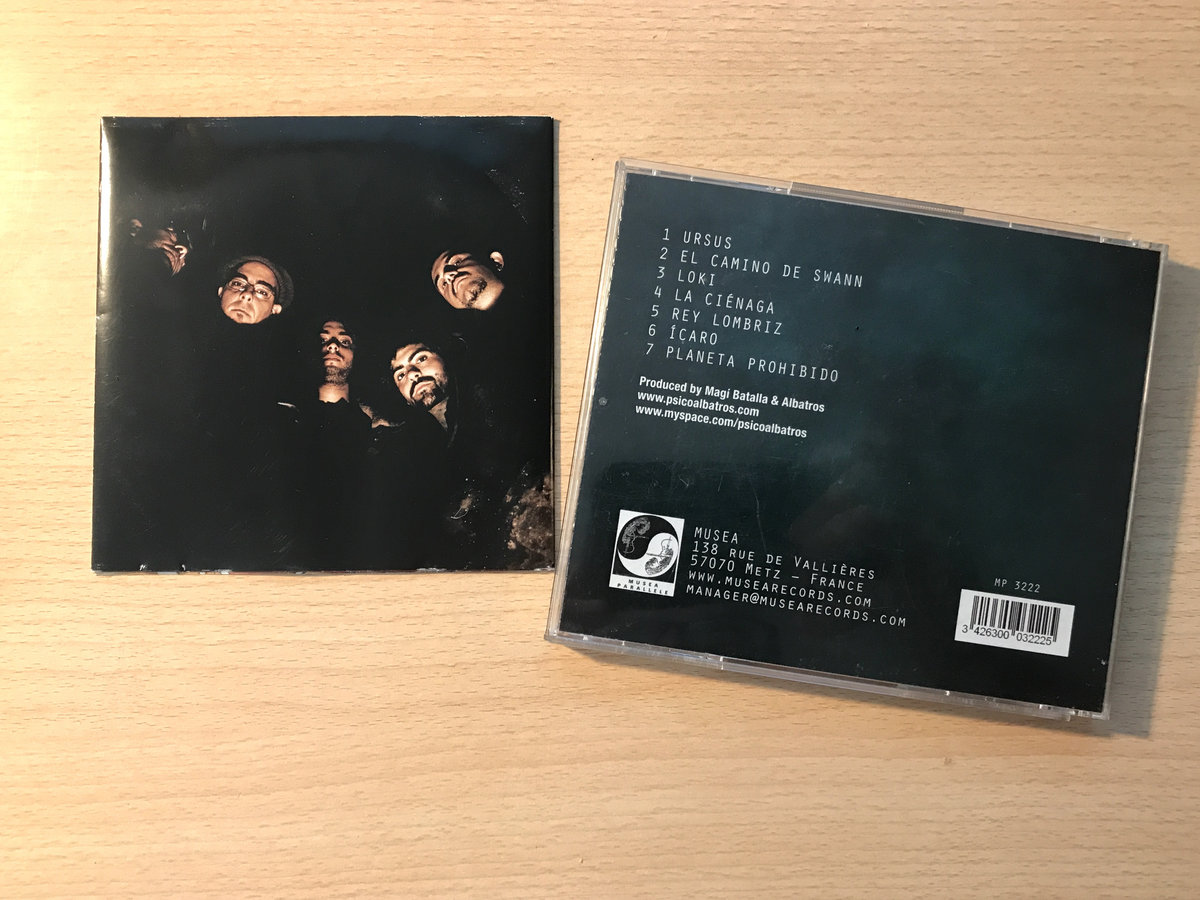 1 URSUS
2 EL CAMINO DE SWANN
3 LOKI
4 LA CIÉNAGA
5 REY LOMBRIZ
6 ÍCARO
7 PLANETA PROHIBIDO
Produced by Magí Batalla & Albatros
www.psicoalbatros.com
www.myspace.com/psicoalbatros
MUSEA
PARALLELE
MUSEA
138 RUE DE VALLIÈRES
57070 METZ – FRANCE
WWW.MUSEARECORDS.COM
MANAGER@MUSEARECORDS.COM
MP 3222
3 426300 032225